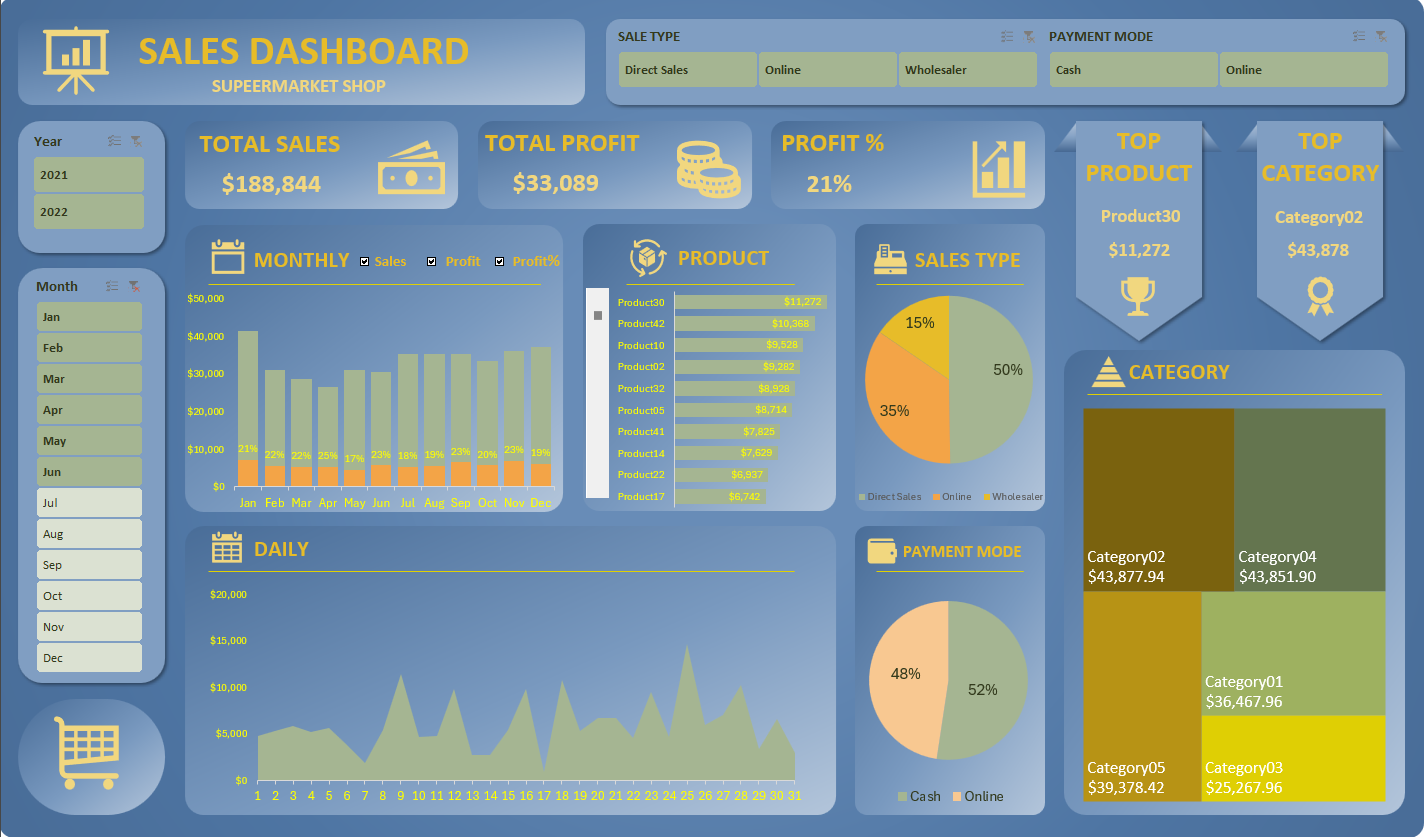 SALES DASHBOARD
SUPEERMARKET SHOP
SALE TYPE
Direct Sales
Online
Wholesaler
PAYMENT MODE
Cash
Online
Year
2021
2022
Month
Jan
Feb
Mar
Apr
May
Jun
Jul
Aug
Sep
Oct
Nov
Dec
TOTAL SALES
$188,844
TOTAL PROFIT
$33,089
PROFIT %
21%
TOP
PRODUCT
Product30
$11,272
TOP
CATEGORY
Category02
$43,878
MONTHLY
Sales
Profit
Profit%
$50,000
$40,000
$30,000
$20,000
$10,000
$0
21% 22% 22% 25% 17% 23% 18% 19% 23% 20% 23% 19%
Jan Feb Mar Apr May Jun Jul Aug Sep Oct Nov Dec
PRODUCT
Product30 $11,272
Product42 $10,368
Product10 $9,528
Product02 $9,282
Product32 $8,928
Product05 $8,714
Product41 $7,825
Product14 $7,629
Product22 $6,937
Product17 $6,742
SALES TYPE
15%
50%
35%
Direct Sales Online Wholesaler
DAILY
$20,000
$15,000
$10,000
$5,000
$0
1 2 3 4 5 6 7 8 9 10 11 12 13 14 15 16 17 18 19 20 21 22 23 24 25 26 27 28 29 30 31
PAYMENT MODE
48%
52%
Cash Online
CATEGORY
Category02
$43,877.94
Category04
$43,851.90
Category01
$36,467.96
Category05
$39,378.42
Category03
$25,267.96